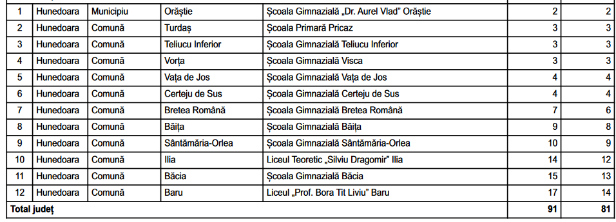 1 Hunedoara Municipiu Orăștie Școala Gimnazială „Dr. Aurel Vlad” Orăștie 2 2
2 Hunedoara Comună Turdaș Școala Primară Pricaz 3 3
3 Hunedoara Comună Teliucu Inferior Școala Gimnazială Teliucu Inferior 3 3
4 Hunedoara Comună Vorța Școala Gimnazială Visca 3 3
5 Hunedoara Comună Vața de Jos Școala Gimnazială Vața de Jos 4 4
6 Hunedoara Comună Certeju de Sus Școala Gimnazială Certeju de Sus 4 4
7 Hunedoara Comună Bretea Română Școala Gimnazială Bretea Română 7 6
8 Hunedoara Comună Băița Școala Gimnazială Băița 9 8
9 Hunedoara Comună Sântămăria-Orlea Școala Gimnazială Sântămăria-Orlea 10 9
10 Hunedoara Comună Ilia Liceul Teoretic „Silviu Dragomir” Ilia 14 12
11 Hunedoara Comună Băcia Școala Gimnazială Băcia 15 13
12 Hunedoara Comună Baru Liceul „Prof. Bora Tit Liviu” Baru 17 14
Total județ 91 81